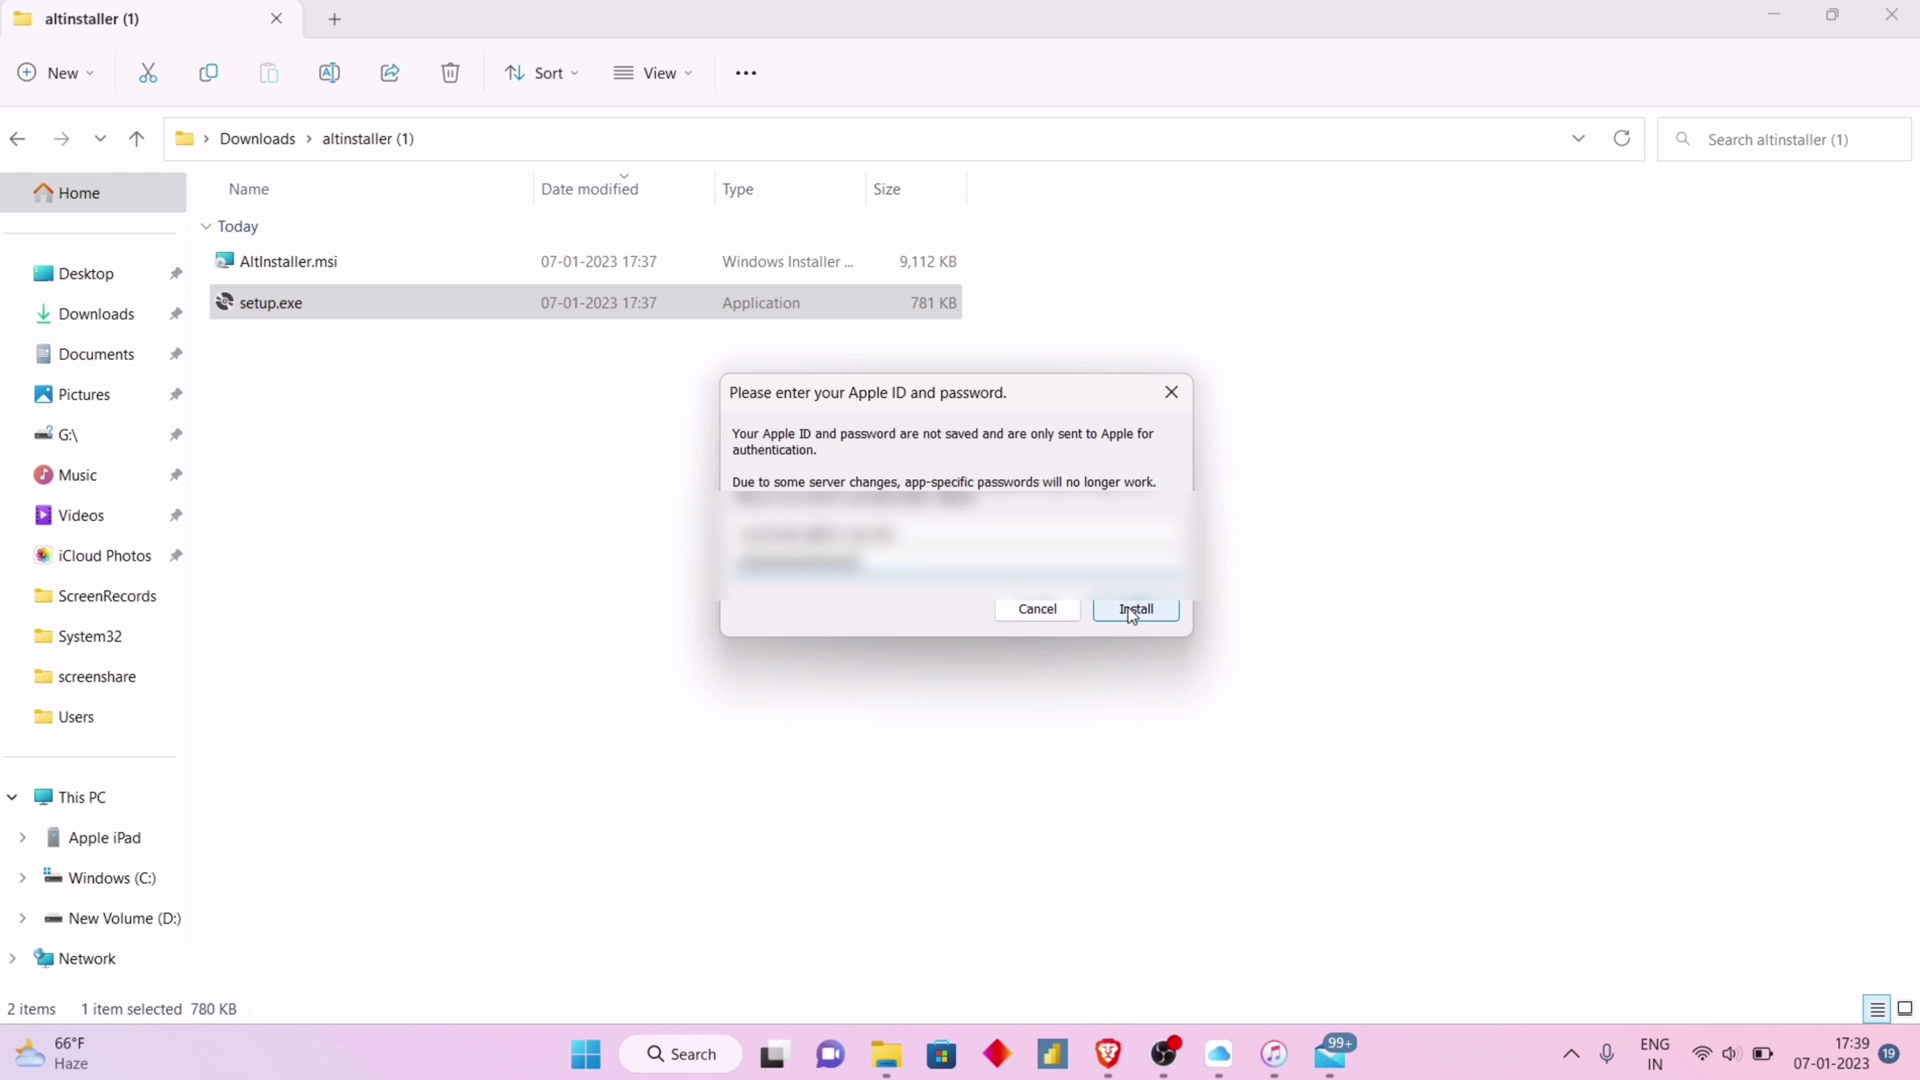 altinstaller (1)
New
Sort
View
Downloads
altinstaller (1)
Search altinstaller (1)
Home
Name
Date modified
Type
Size
Today
AltInstaller.msi
07-01-2023 17:37
Windows Installer ...
9,112 KB
setup.exe
07-01-2023 17:37
Application
781 KB
Desktop
Downloads
Documents
Pictures
G:\
Music
Videos
iCloud Photos
ScreenRecords
System32
screenshare
Users
This PC
Apple iPad
Windows (C:)
New Volume (D:)
Network
Please enter your Apple ID and password.
Your Apple ID and password are not saved and are only sent to Apple for
authentication.
Due to some server changes, app-specific passwords will no longer work.
Cancel
Install
2 items
1 item selected 780 KB
66°F
Haze
Search
99+
ENG
IN
17:39
07-01-2023
19